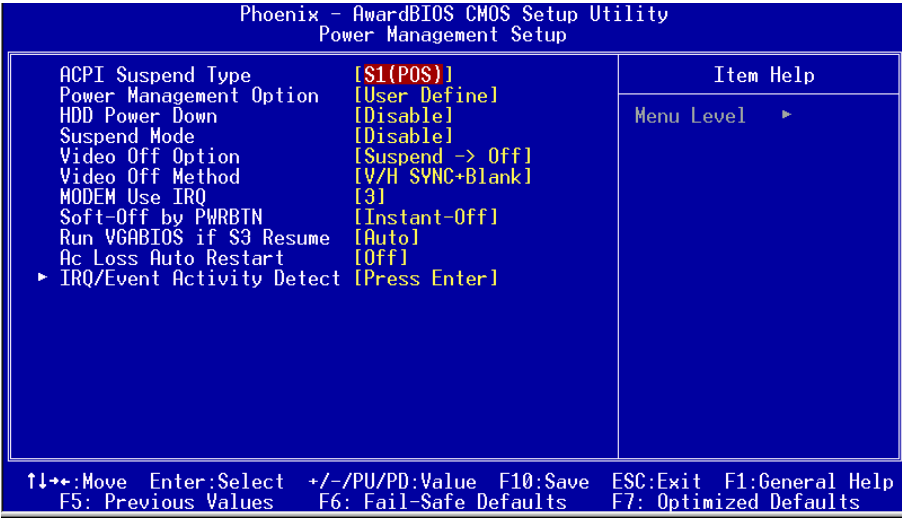 Phoenix - AwardBIOS CMOS Setup Utility
Power Management Setup
ACPI Suspend Type [S1(POS)]
Power Management Option [User Define]
HDD Power Down [Disable]
Suspend Mode [Disable]
Video Off Option [Suspend -> Off]
Video Off Method [V/H SYNC+Blank]
MODEM Use IRQ [3]
Soft-Off by PWRBTN [Instant-Off]
Run VGABIOS if S3 Resume [Auto]
Ac Loss Auto Restart [Off]
► IRQ/Event Activity Detect [Press Enter]
Item Help
Menu Level ►
↑↓→←:Move Enter:Select +/-/PU/PD:Value F10:Save ESC:Exit F1:General Help
F5: Previous Values F6: Fail-Safe Defaults F7: Optimized Defaults